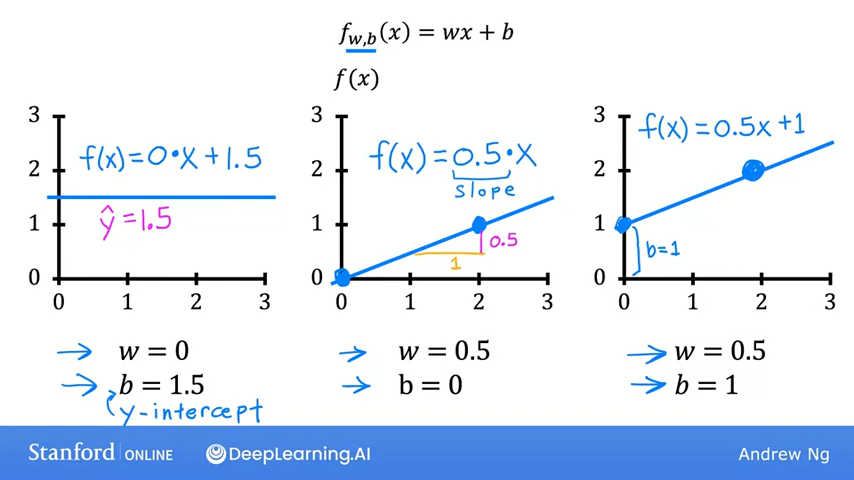 f_{w,b}(x) = wx + b
f(x)
3
2
1
0
0 1 2 3
f(x)=0•x+1.5
ŷ=1.5
→ w = 0
→ b = 1.5
y-intercept
3
2
1
0
0 1 2 3
f(x)=0.5•x
slope
0.5
1
→ w = 0.5
→ b = 0
3
2
1
0
0 1 2 3
f(x)=0.5x+1
b=1
→ w = 0.5
→ b = 1
Stanford ONLINE
DeepLearning.AI
Andrew Ng